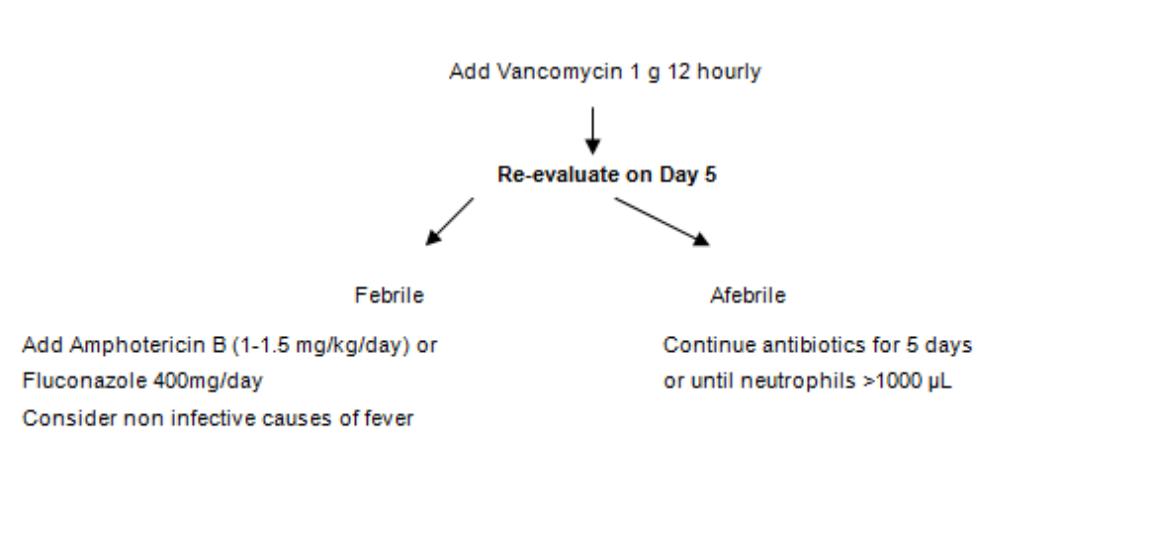 Add Vancomycin 1 g 12 hourly
Re-evaluate on Day 5
Febrile
Afebrile
Add Amphotericin B (1-1.5 mg/kg/day) or
Fluconazole 400mg/day
Consider non infective causes of fever
Continue antibiotics for 5 days
or until neutrophils >1000 µL